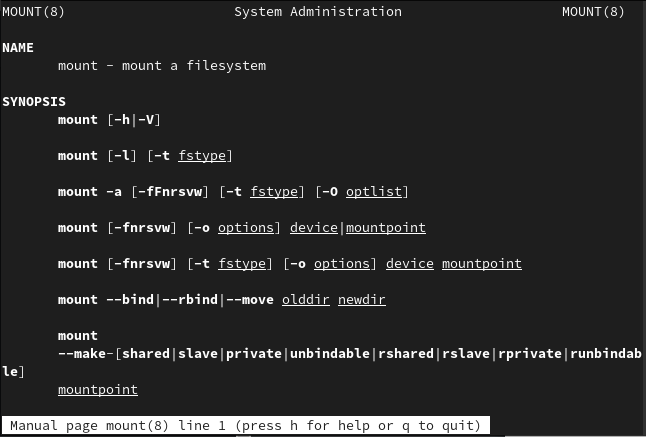 MOUNT(8) System Administration MOUNT(8)
NAME
mount - mount a filesystem
SYNOPSIS
mount [-h|-V]
mount [-l] [-t fstype]
mount -a [-fFnrsvw] [-t fstype] [-O optlist]
mount [-fnrsvw] [-o options] device|mountpoint
mount [-fnrsvw] [-t fstype] [-o options] device mountpoint
mount --bind|--rbind|--move olddir newdir
mount
--make-[shared|slave|private|unbindable|rshared|rslave|rprivate|runbindab
le]
mountpoint
Manual page mount(8) line 1 (press h for help or q to quit)